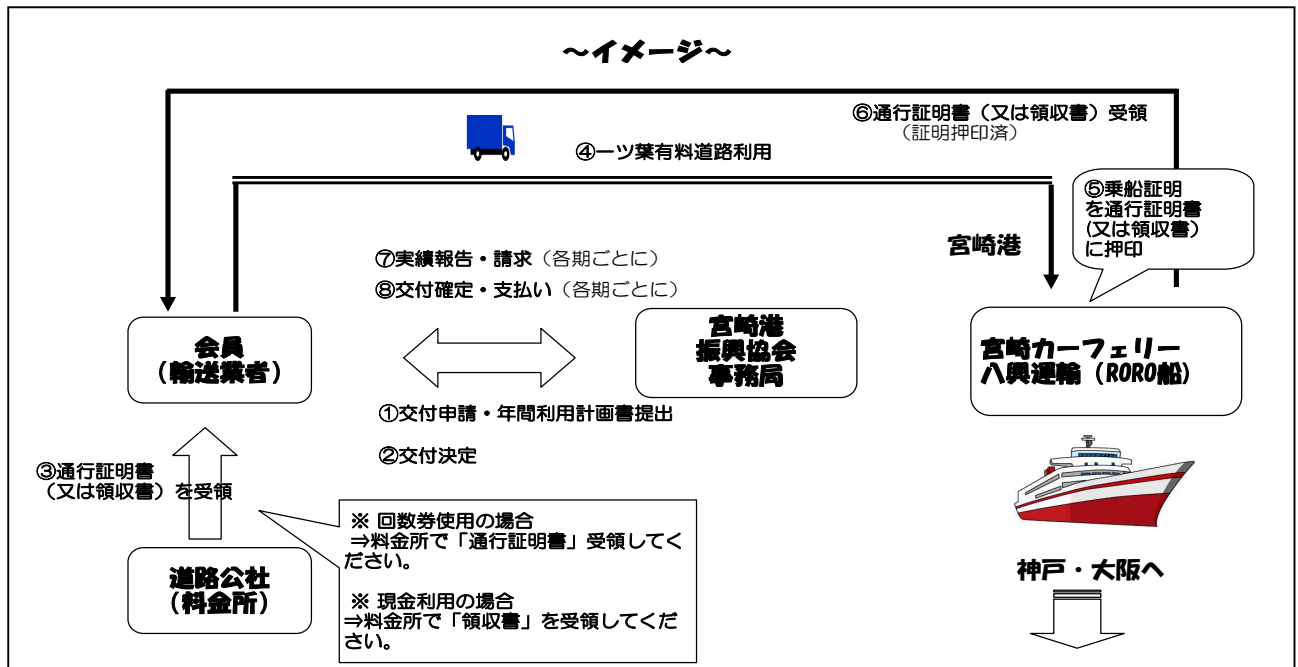 ～イメージ～
⑥通行証明書（又は領収書）受領
（証明押印済）
④一ツ葉有料道路利用
⑤乗船証明
を通行証明書
(又は領収書)
に押印
宮崎港
⑦実績報告・請求（各期ごとに）
⑧交付確定・支払い（各期ごとに）
会員
（輸送業者）
宮崎港
振興協会
事務局
宮崎カーフェリー
八興運輸（RORO船）
①交付申請・年間利用計画書提出
②交付決定
③通行証明書
（又は領収書）を受領
※ 回数券使用の場合
⇒料金所で「通行証明書」受領してく
ださい。
※ 現金利用の場合
⇒料金所で「領収書」を受領してくだ
さい。
道路公社
（料金所）
神戸・大阪へ